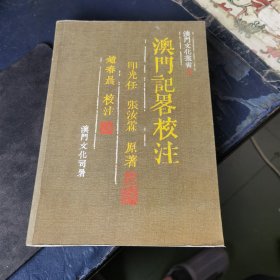 澳門文化叢書
澳門記畧校注
印光任 張汝霖 原著
趙春晨 校注
澳門文化司署